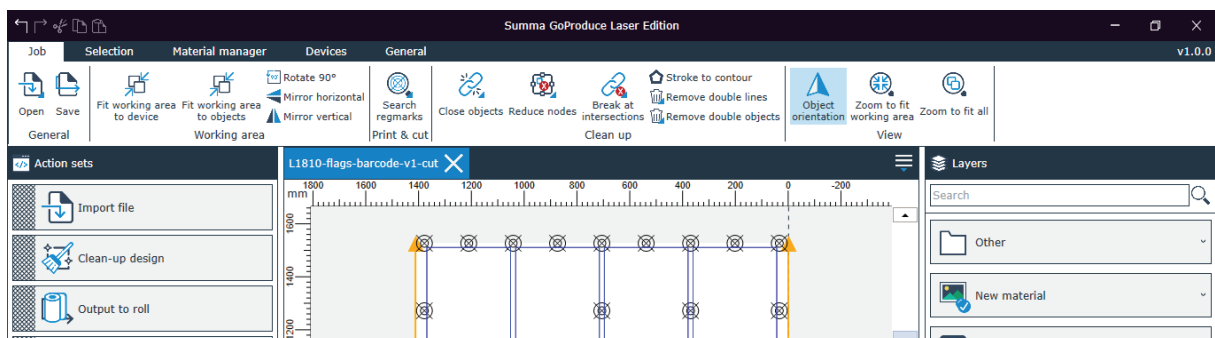 Summa GoProduce Laser Edition
Job Selection Material manager Devices General v1.0.0
Open Save
General
Fit working area to device
Fit working area to objects
Rotate 90°
Mirror horizontal
Mirror vertical
Working area
Search regmarks
Print & cut
Close objects
Reduce nodes
Break at intersections
Stroke to contour
Remove double lines
Remove double objects
Clean up
Object orientation
Zoom to fit working area
Zoom to fit all
View
Action sets
Import file
Clean-up design
Output to roll
L1810-flags-barcode-v1-cut
mm 1800 1600 1400 1200 1000 800 600 400 200 0 -200
1600
1400
1200
Layers
Search
Other
New material